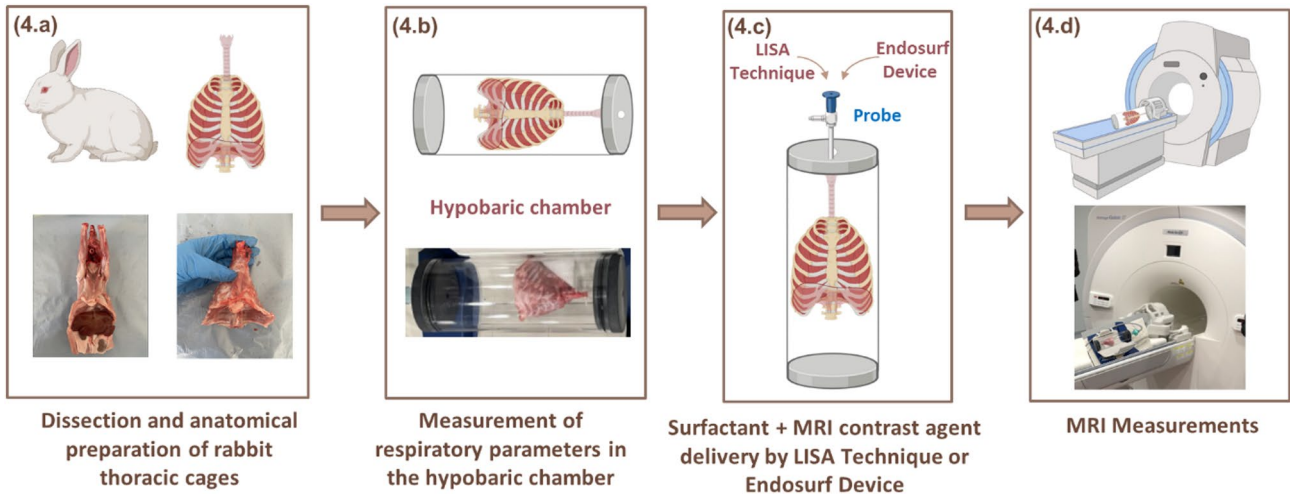 (4.a)
(4.b)
Hypobaric chamber
(4.c)
LISA
Technique
Endosurf
Device
Probe
(4.d)
Dissection and anatomical
preparation of rabbit
thoracic cages
Measurement of
respiratory parameters in
the hypobaric chamber
Surfactant + MRI contrast agent
delivery by LISA Technique or
Endosurf Device
MRI Measurements